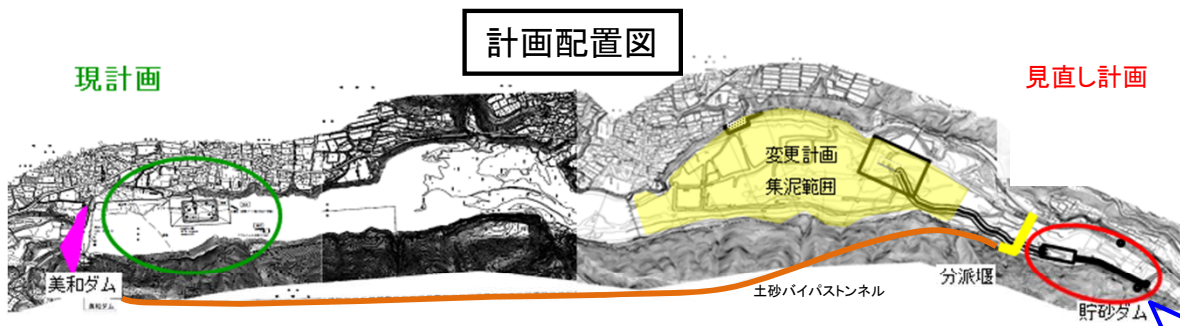 計画配置図
現計画
見直し計画
変更計画
集泥範囲
美和ダム
美和ダム
土砂バイパストンネル
分派堰
貯砂ダム